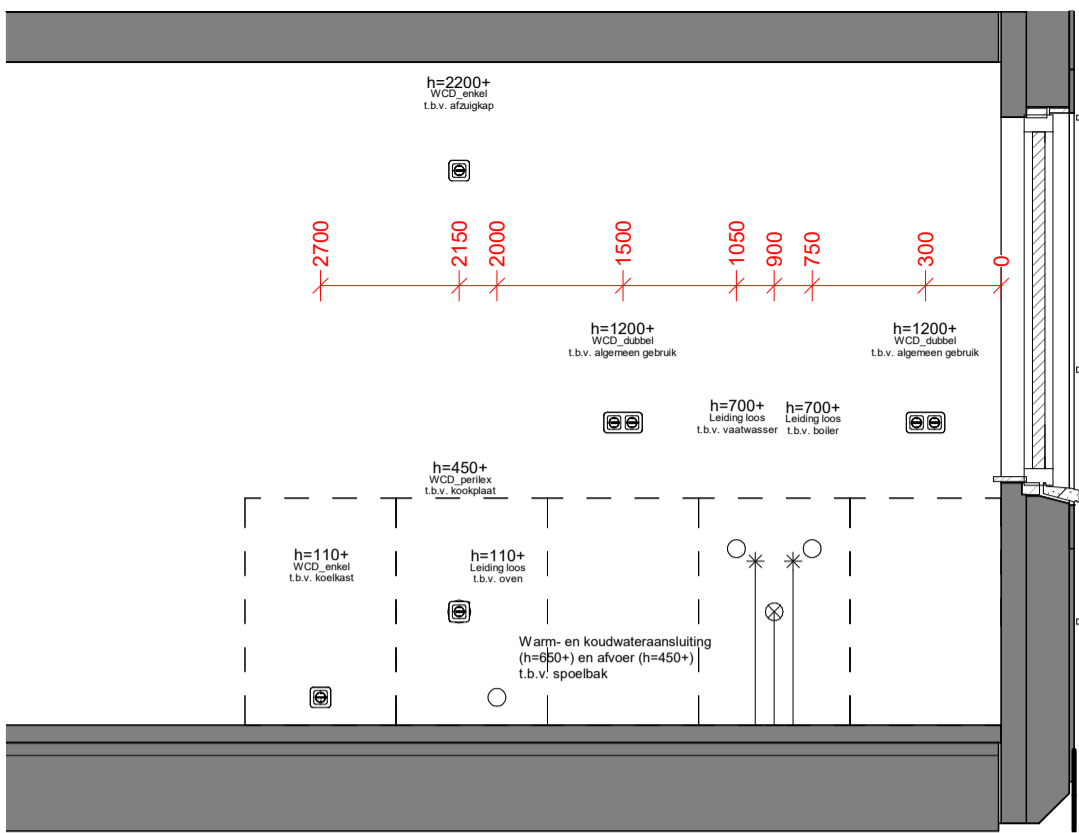 h=2200+
WCD_enkel
t.b.v. afzuigkap
2700
2150
2000
1500
1050
900
750
300
0
h=1200+
WCD_dubbel
t.b.v. algemeen gebruik
h=1200+
WCD_dubbel
t.b.v. algemeen gebruik
h=700+
Leiding loos
t.b.v. vaatwasser
h=700+
Leiding loos
t.b.v. boiler
h=450+
WCD_perilex
t.b.v. kookplaat
h=110+
WCD_enkel
t.b.v. koelkast
h=110+
Leiding loos
t.b.v. oven
Warm- en koudwateraansluiting
(h=650+) en afvoer (h=450+)
t.b.v. spoelbak